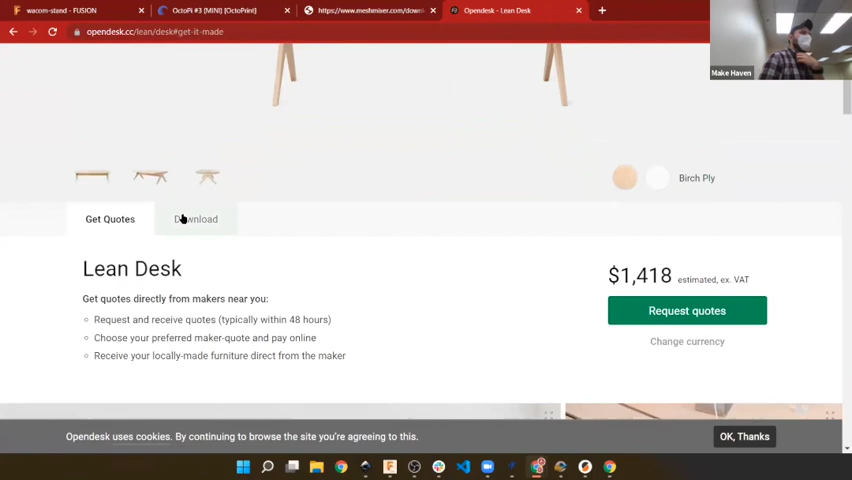 wacom-stand - FUSION
OctoPi #3 [MINI] [OctoPrint]
https://www.meshmixer.com/down
Opendesk - Lean Desk
opendesk.cc/lean/desk#get-it-made
Make Haven
Birch Ply
Get Quotes
Download
Lean Desk
$1,418 estimated, ex. VAT
Get quotes directly from makers near you:
Request quotes
Request and receive quotes (typically within 48 hours)
Choose your preferred maker-quote and pay online
Change currency
Receive your locally-made furniture direct from the maker
Opendesk uses cookies. By continuing to browse the site you're agreeing to this.
OK, Thanks